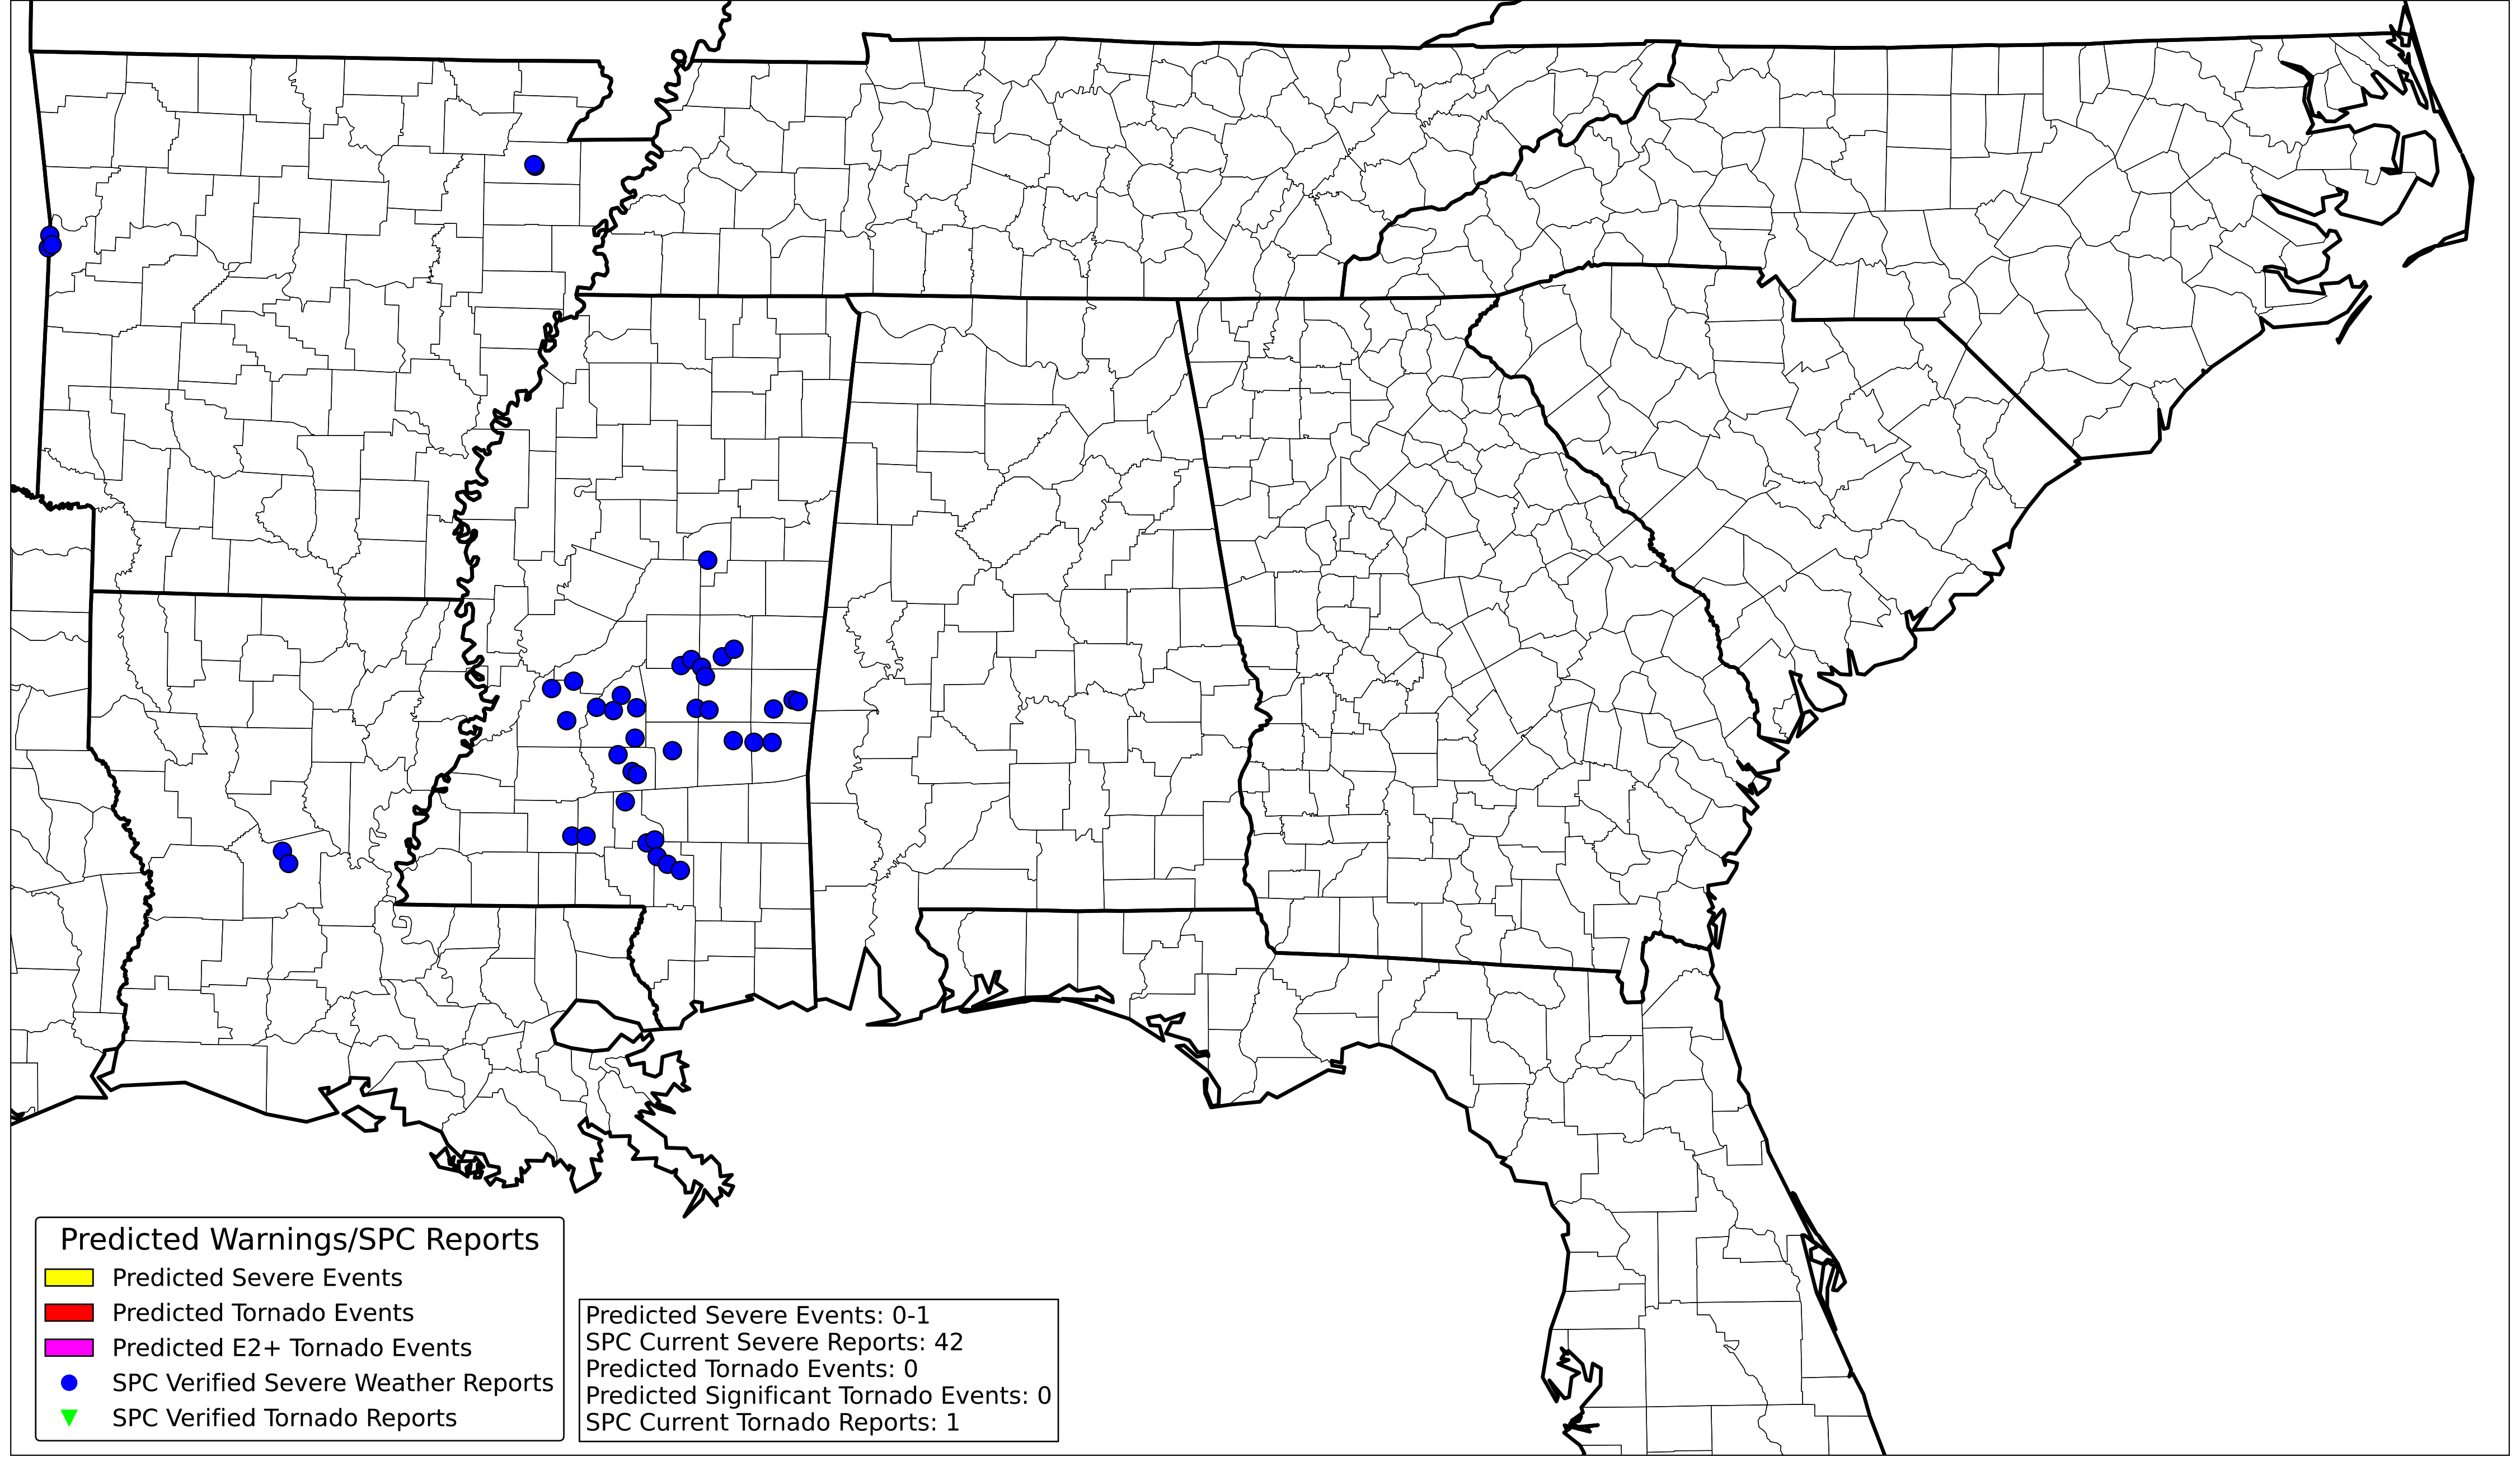 Predicted Warnings/SPC Reports
Predicted Severe Events
Predicted Tornado Events
Predicted E2+ Tornado Events
SPC Verified Severe Weather Reports
SPC Verified Tornado Reports
Predicted Severe Events: 0-1
SPC Current Severe Reports: 42
Predicted Tornado Events: 0
Predicted Significant Tornado Events: 0
SPC Current Tornado Reports: 1